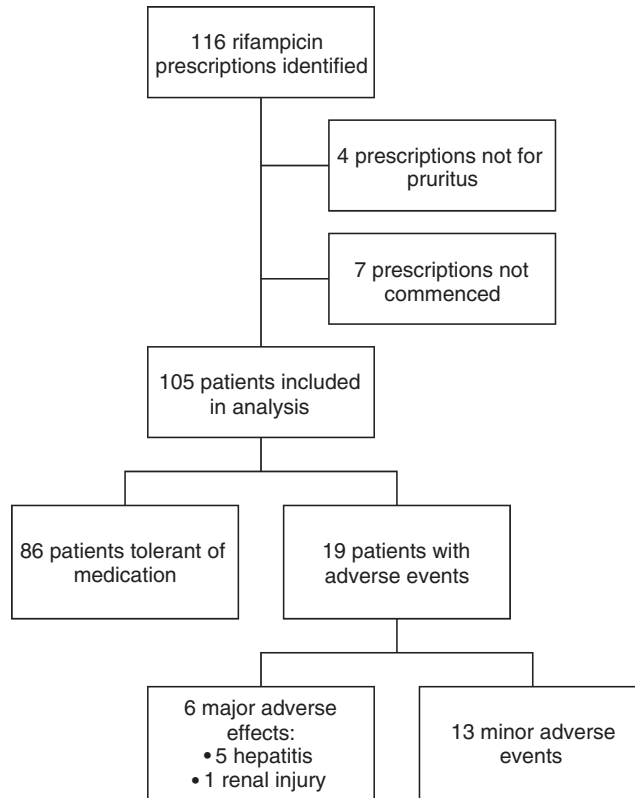 116 rifampicin
prescriptions identified
4 prescriptions not for
pruritus
7 prescriptions not
commenced
105 patients included
in analysis
86 patients tolerant of
medication
19 patients with
adverse events
6 major adverse
effects:
• 5 hepatitis
• 1 renal injury
13 minor adverse
events